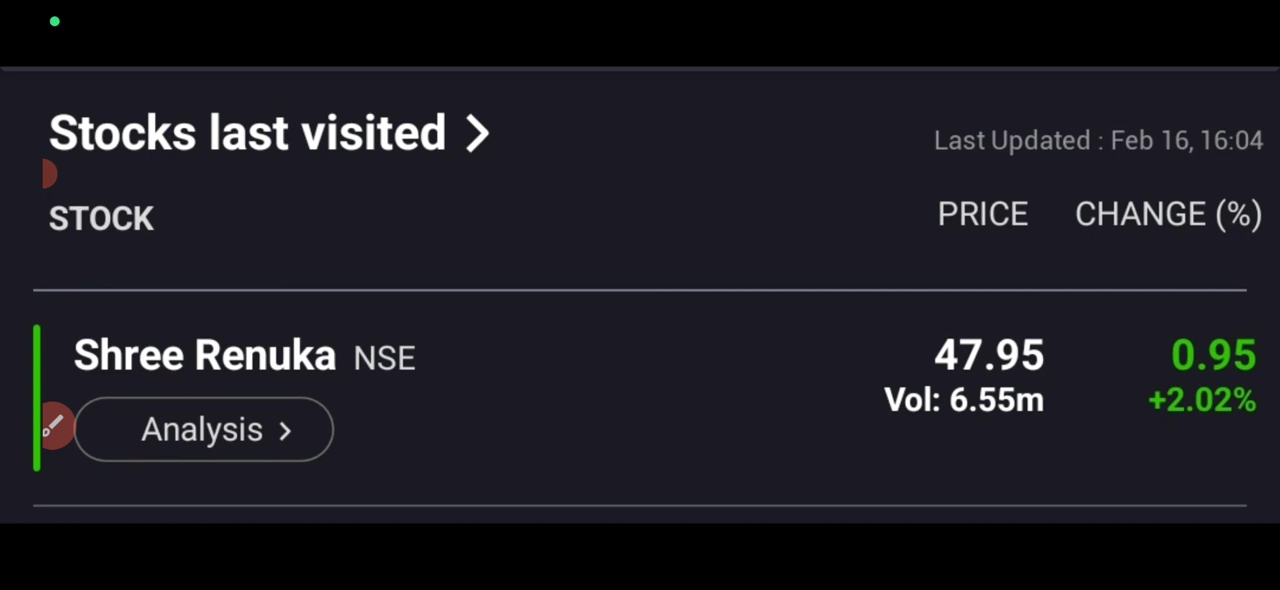 Stocks last visited
Last Updated : Feb 16, 16:04
STOCK PRICE CHANGE (%)
Shree Renuka NSE 47.95 0.95
Vol: 6.55m +2.02%
Analysis